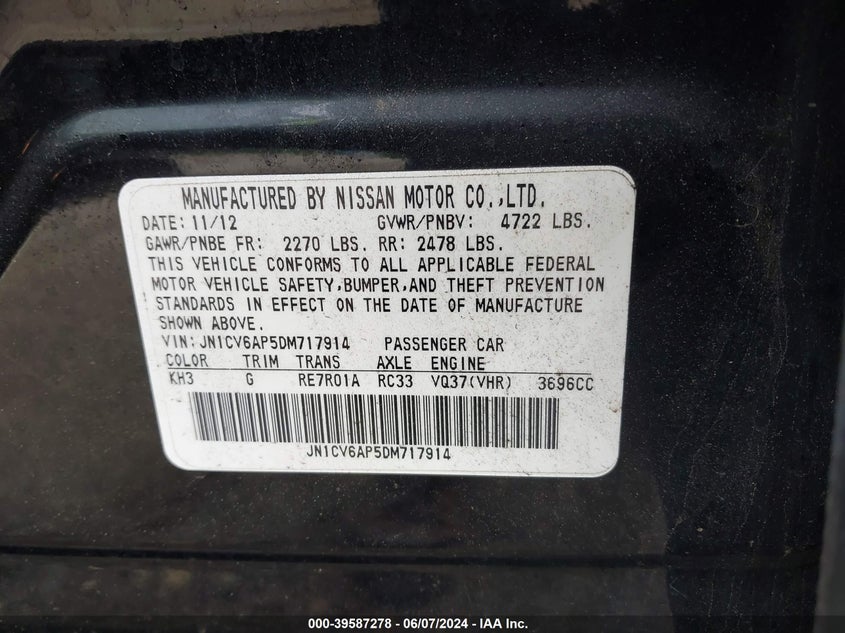 MANUFACTURED BY NISSAN MOTOR CO.,LTD.
DATE: 11/12 GVWR/PNBV: 4722 LBS.
GAWR/PNBE FR: 2270 LBS. RR: 2478 LBS.
THIS VEHICLE CONFORMS TO ALL APPLICABLE FEDERAL
MOTOR VEHICLE SAFETY,BUMPER,AND THEFT PREVENTION
STANDARDS IN EFFECT ON THE DATE OF MANUFACTURE
SHOWN ABOVE.
VIN: JN1CV6AP5DM717914 PASSENGER CAR
COLOR TRIM TRANS AXLE ENGINE
KH3 G RE7R01A RC33 VQ37(VHR) 3696CC
JN1CV6AP5DM717914
000-39587278 - 06/07/2024 - IAA Inc.